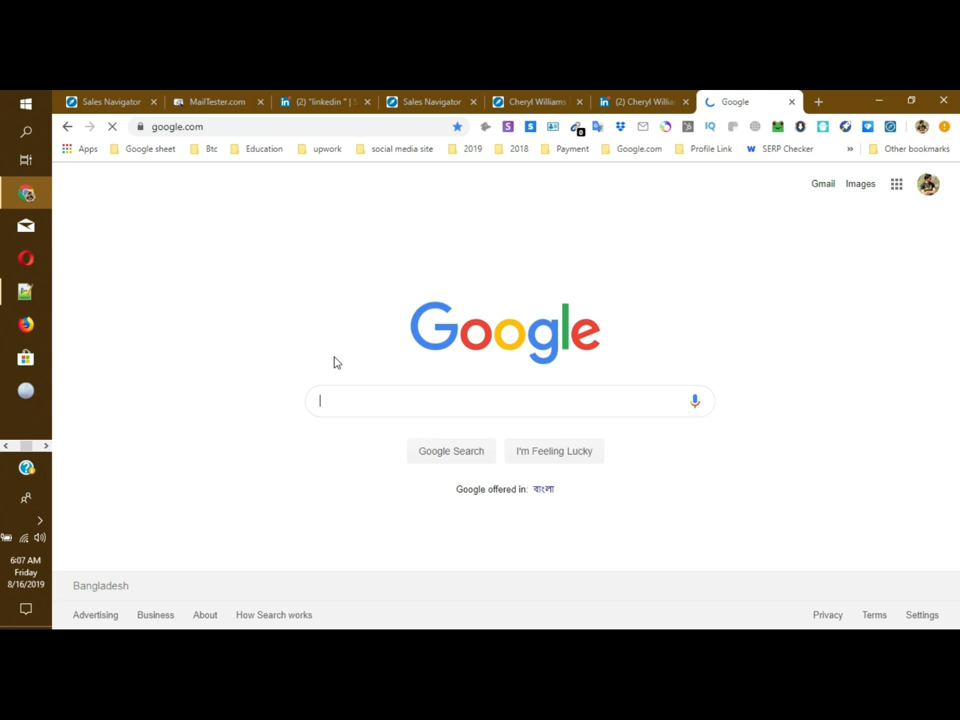 Sales Navigator
MailTester.com
(2) "linkedin " | S
Sales Navigator
Cheryl Williams
(2) Cheryl Willia
Google
google.com
0
IQ
Apps
Google sheet
Btc
Education
upwork
social media site
2019
2018
Payment
Google.com
Profile Link
W SERP Checker
»
Other bookmarks
Gmail
Images
Google
Google Search
I'm Feeling Lucky
Google offered in: বাংলা
Bangladesh
Advertising
Business
About
How Search works
Privacy
Terms
Settings
6:07 AM
Friday
8/16/2019